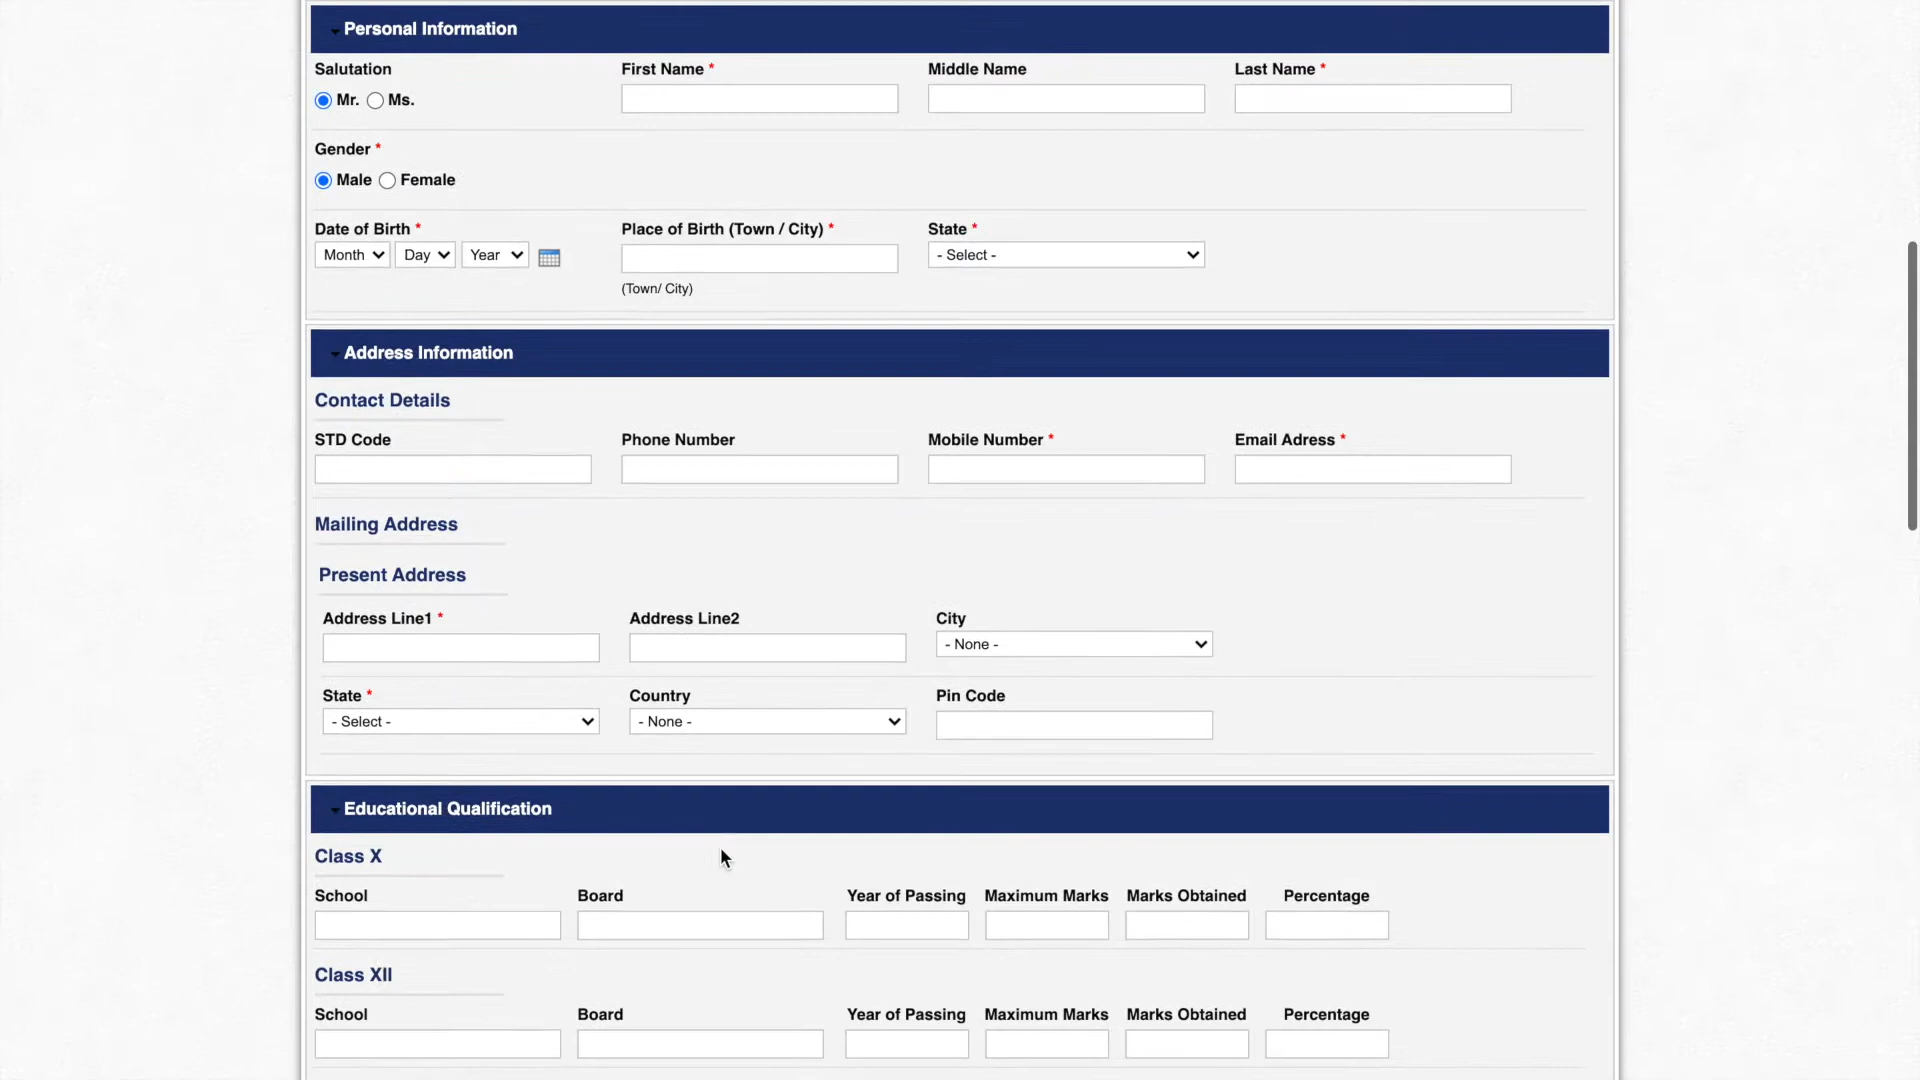 Personal Information
Salutation First Name * Middle Name Last Name *
Mr. Ms.
Gender *
Male Female
Date of Birth * Place of Birth (Town / City) * State *
Month Day Year - Select -
(Town/ City)
Address Information
Contact Details
STD Code Phone Number Mobile Number * Email Adress *
Mailing Address
Present Address
Address Line1 * Address Line2 City
- None -
State * Country Pin Code
- Select - - None -
Educational Qualification
Class X
School Board Year of Passing Maximum Marks Marks Obtained Percentage
Class XII
School Board Year of Passing Maximum Marks Marks Obtained Percentage